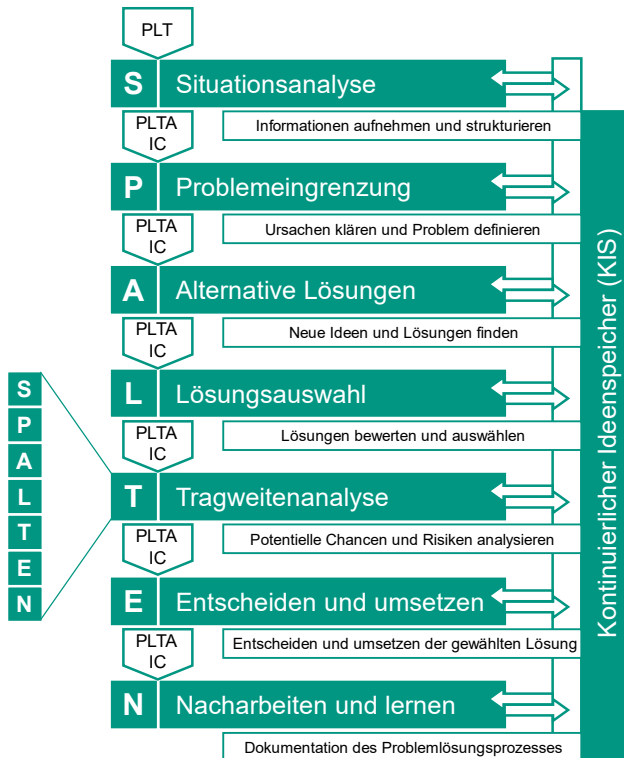 PLT
S Situationsanalyse
PLTA
IC
Informationen aufnehmen und strukturieren
P Problemeingrenzung
PLTA
IC
Ursachen klären und Problem definieren
A Alternative Lösungen
PLTA
IC
Neue Ideen und Lösungen finden
L Lösungsauswahl
PLTA
IC
Lösungen bewerten und auswählen
T Tragweitenanalyse
PLTA
IC
Potentielle Chancen und Risiken analysieren
E Entscheiden und umsetzen
PLTA
IC
Entscheiden und umsetzen der gewählten Lösung
N Nacharbeiten und lernen
Dokumentation des Problemlösungsprozesses
S
P
A
L
T
E
N
Kontinuierlicher Ideenspeicher (KIS)